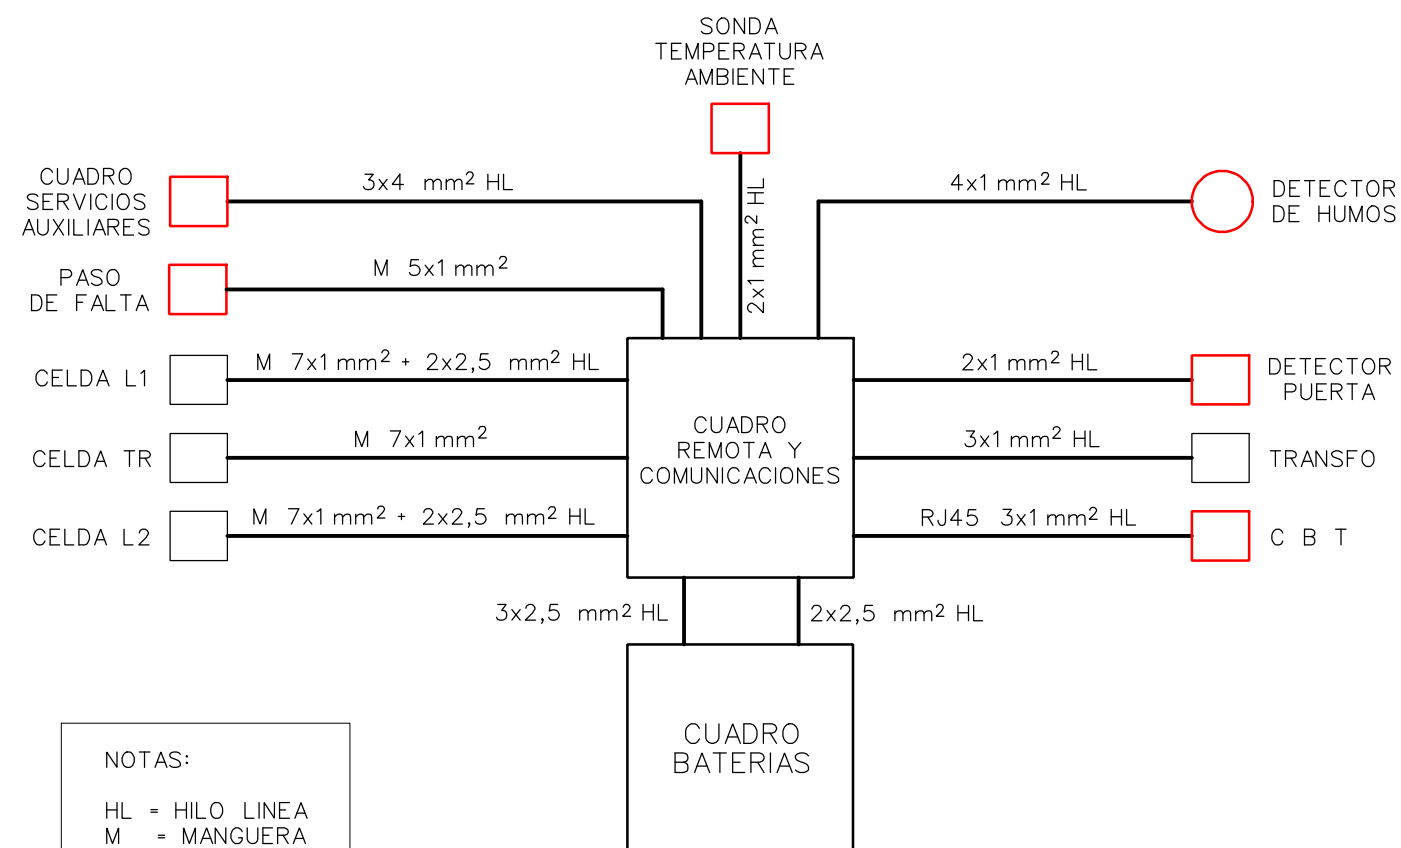 SONDA
TEMPERATURA
AMBIENTE
CUADRO
SERVICIOS
AUXILIARES
3x4 mm² HL
2x1 mm² HL
4x1 mm² HL
DETECTOR
DE HUMOS
PASO
DE FALTA
M 5x1 mm²
CELDA L1
M 7x1 mm² + 2x2,5 mm² HL
2x1 mm² HL
DETECTOR
PUERTA
CUADRO
REMOTA Y
COMUNICACIONES
CELDA TR
M 7x1 mm²
3x1 mm² HL
TRANSFO
CELDA L2
M 7x1 mm² + 2x2,5 mm² HL
RJ45 3x1 mm² HL
C B T
3x2,5 mm² HL
2x2,5 mm² HL
CUADRO
BATERIAS
NOTAS:
HL = HILO LINEA
M = MANGUERA